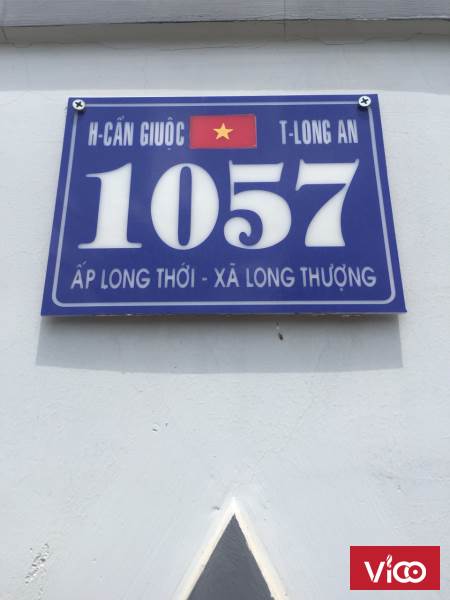 H-CẦN GIUỘC T-LONG AN
1057
ẤP LONG THỚI - XÃ LONG THƯỢNG
ViCO